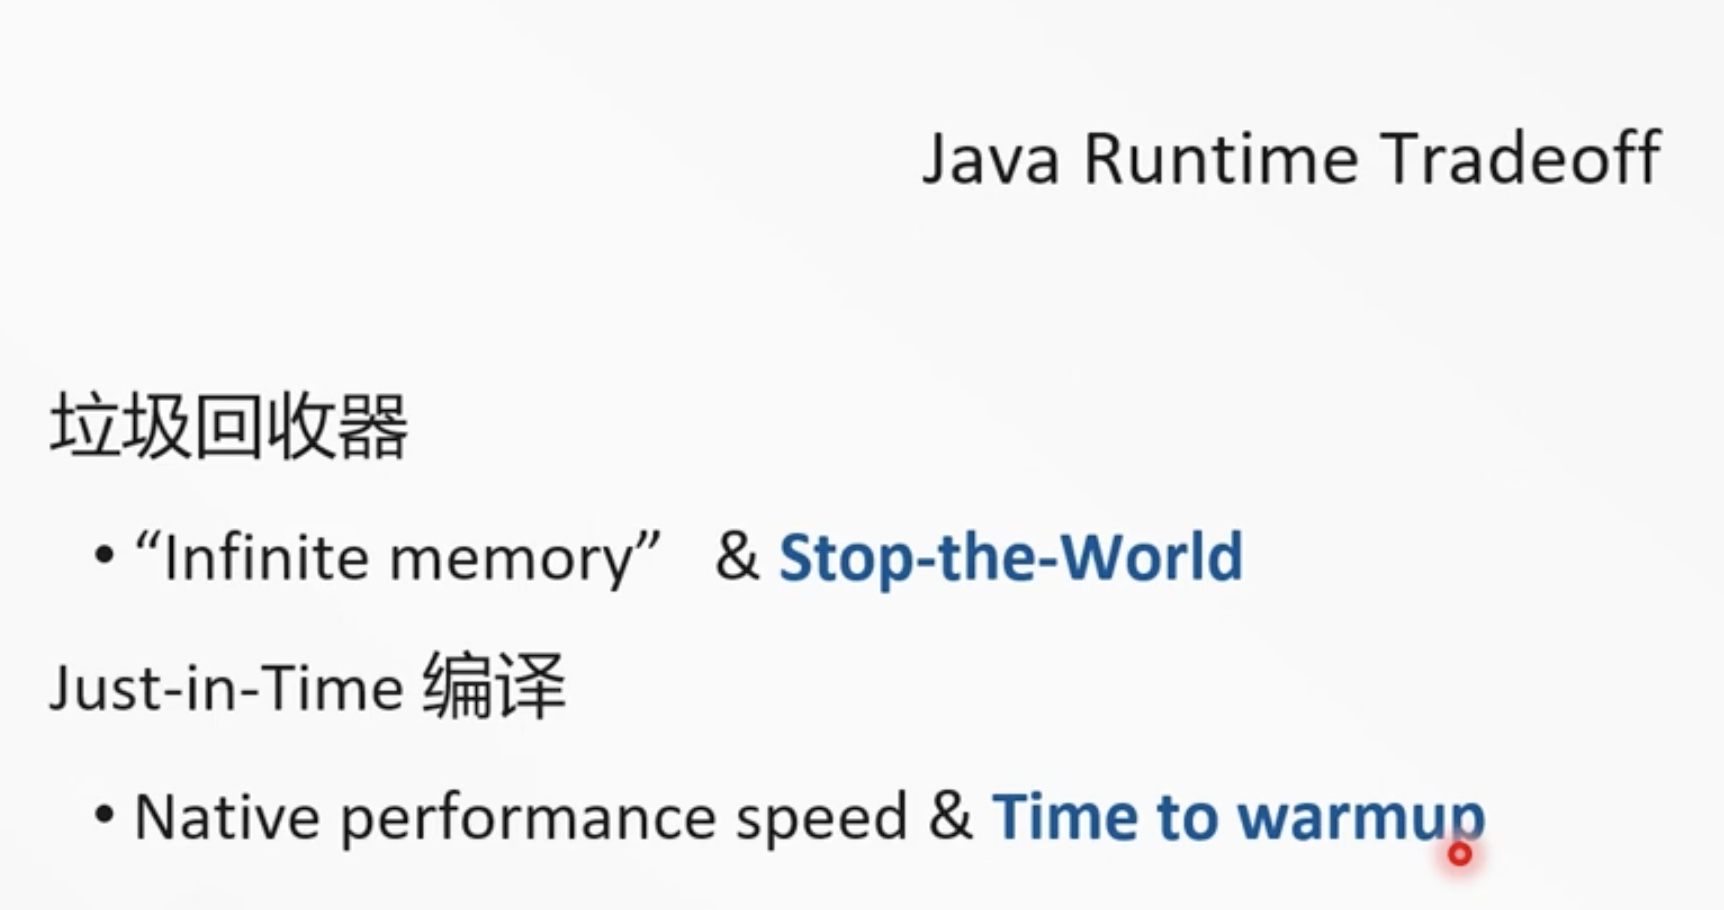 Java Runtime Tradeoff
垃圾回收器
• “Infinite memory” & Stop-the-World
Just-in-Time 编译
• Native performance speed & Time to warmup